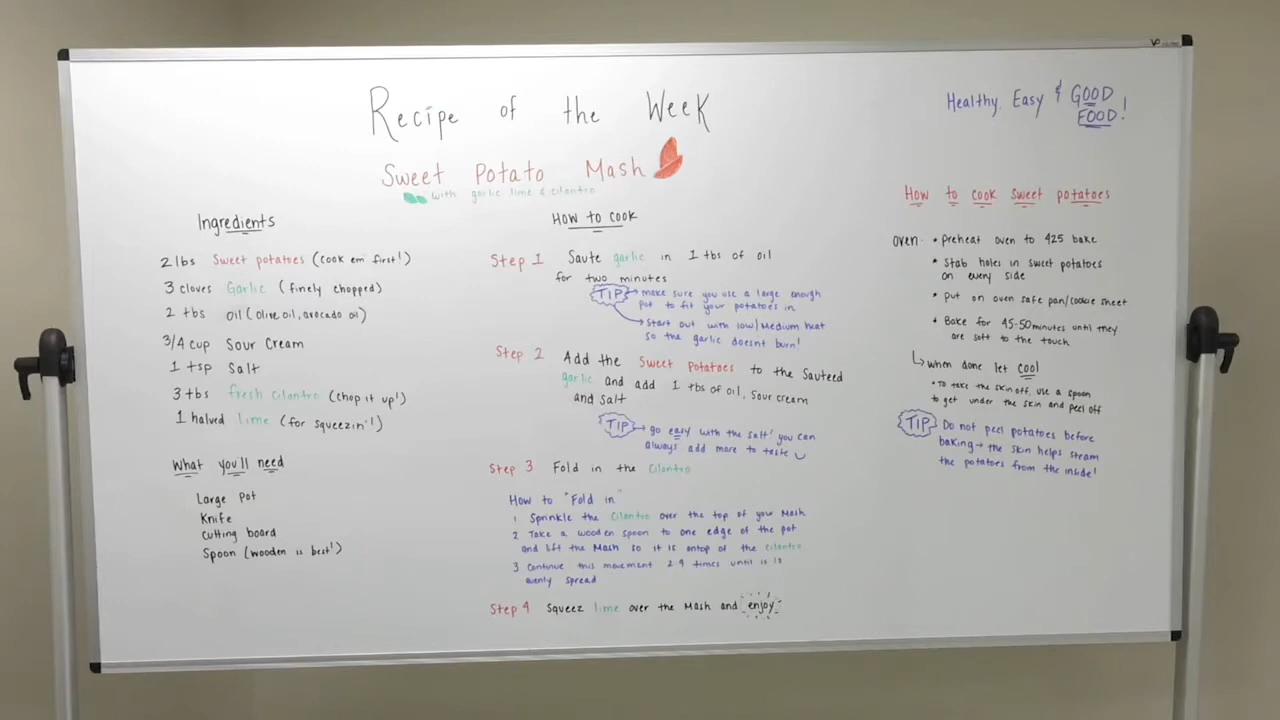 Recipe of the Week
Sweet Potato Mash
with garlic lime & cilantro
Healthy, Easy & GOOD
FOOD!
Ingredients
2 lbs Sweet potatoes (cook em first!)
3 cloves Garlic (finely chopped)
2 tbs oil (olive oil, avocado oil)
3/4 cup Sour Cream
1 tsp Salt
3 tbs fresh cilantro (chop it up!)
1 halved lime (for squeezin'!)
What you'll need
Large pot
Knife
cutting board
Spoon (wooden is best!)
How to cook
Step 1 Saute garlic in 1 tbs of oil
for two minutes
TIP → make sure you use a large enough
pot to fit your potatoes in
→ Start out with low/Medium heat
so the garlic doesnt burn!
Step 2 Add the Sweet Potatoes to the Sauteed
garlic and add 1 tbs of oil, sour cream
and salt
TIP → go easy with the salt! you can
always add more to taste
Step 3 Fold in the cilantro
How to "Fold in"
1 Sprinkle the cilantro over the top of your Mash
2 Take a wooden spoon to one edge of the pot
and lift the Mash so it is ontop of the cilantro
3 Continue this movement 2-4 times until is is
evenly spread
Step 4 Squeez lime over the Mash and enjoy
How to cook sweet potatoes
oven • Preheat oven to 425 bake
• Stab holes in sweet potatoes
on every side
• Put on oven safe pan/cookie sheet
• Bake for 45-50 minutes until they
are soft to the touch
↳ when done let cool
• To take the skin off, use a spoon
to get under the skin and peel off
TIP Do not peel potatoes before
baking → the skin helps steam
the potatoes from the inside!